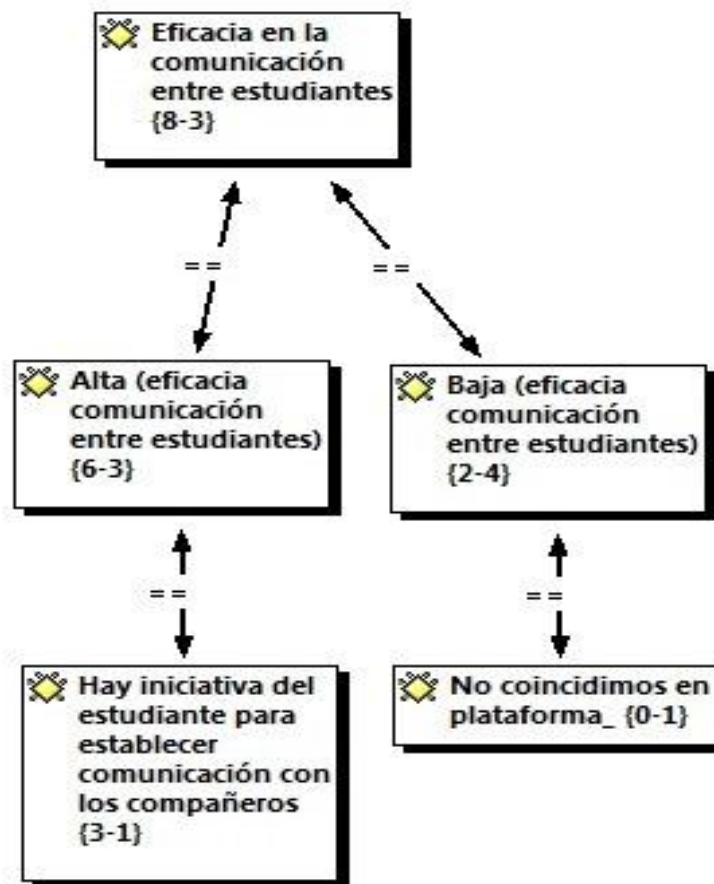 Eficacia en la
comunicación
entre estudiantes
{8-3}
==
==
Alta (eficacia
comunicación
entre estudiantes)
{6-3}
Baja (eficacia
comunicación
entre estudiantes)
{2-4}
==
==
Hay iniciativa del
estudiante para
establecer
comunicación con
los compañeros
{3-1}
No coincidimos en
plataforma_ {0-1}